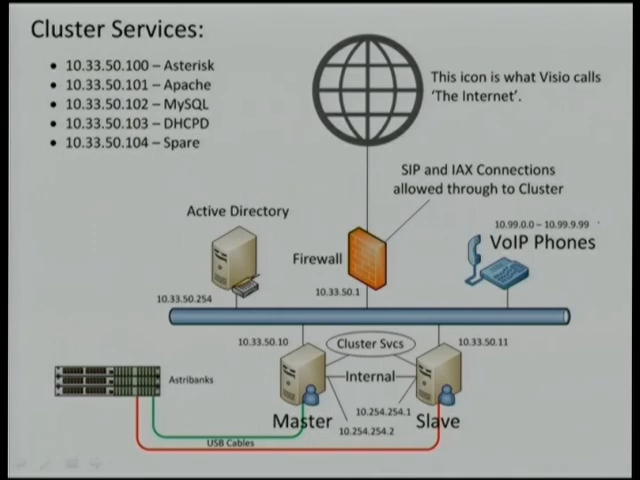 Cluster Services:
• 10.33.50.100 – Asterisk
• 10.33.50.101 – Apache
• 10.33.50.102 – MySQL
• 10.33.50.103 – DHCPD
• 10.33.50.104 – Spare
This icon is what Visio calls
'The Internet'.
SIP and IAX Connections
allowed through to Cluster
Active Directory
10.99.0.0 – 10.99.9.99
VoIP Phones
Firewall
10.33.50.1
10.33.50.254
10.33.50.10
Cluster Svcs
10.33.50.11
Astribanks
Internal
10.254.254.1
Master
10.254.254.2
Slave
USB Cables